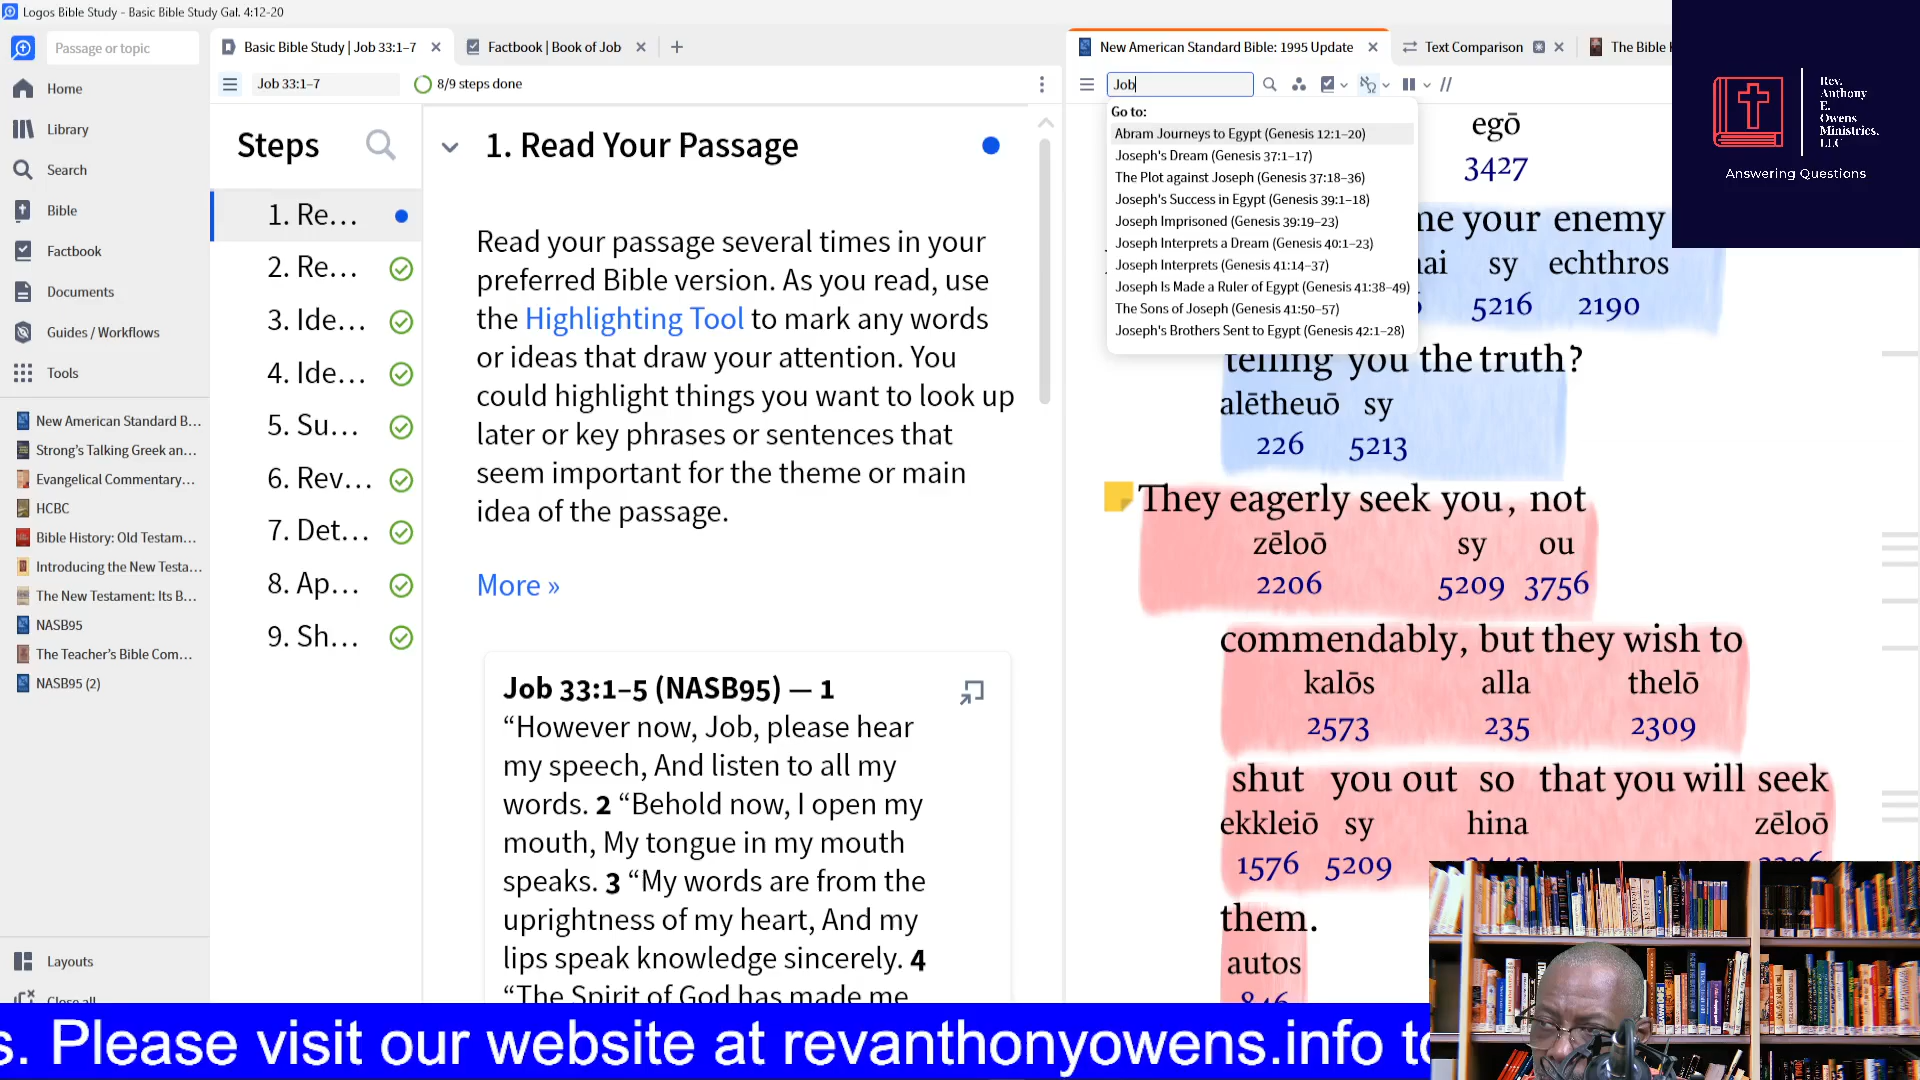 Logos Bible Study - Basic Bible Study Gal. 4:12-20
Passage or topic
Home
Library
Search
Bible
Factbook
Documents
Guides / Workflows
Tools
New American Standard B...
Strong's Talking Greek an...
Evangelical Commentary...
HCBC
Bible History: Old Testam...
Introducing the New Testa...
The New Testament: Its B...
NASB95
The Teacher's Bible Com...
NASB95 (2)
Layouts
Close all
Basic Bible Study | Job 33:1–7
Factbook | Book of Job
Job 33:1–7
8/9 steps done
Steps
1. Re...
2. Re...
3. Ide...
4. Ide...
5. Su...
6. Rev...
7. Det...
8. Ap...
9. Sh...
1. Read Your Passage
Read your passage several times in your
preferred Bible version. As you read, use
the Highlighting Tool to mark any words
or ideas that draw your attention. You
could highlight things you want to look up
later or key phrases or sentences that
seem important for the theme or main
idea of the passage.
More »
Job 33:1–5 (NASB95) — 1
“However now, Job, please hear
my speech, And listen to all my
words. 2 “Behold now, I open my
mouth, My tongue in my mouth
speaks. 3 “My words are from the
uprightness of my heart, And my
lips speak knowledge sincerely. 4
“The Spirit of God has made me
New American Standard Bible: 1995 Update
Text Comparison
The Bible
Job
Go to:
Abram Journeys to Egypt (Genesis 12:1–20)
Joseph's Dream (Genesis 37:1–17)
The Plot against Joseph (Genesis 37:18–36)
Joseph's Success in Egypt (Genesis 39:1–18)
Joseph Imprisoned (Genesis 39:19–23)
Joseph Interprets a Dream (Genesis 40:1–23)
Joseph Interprets (Genesis 41:14–37)
Joseph Is Made a Ruler of Egypt (Genesis 41:38–49)
The Sons of Joseph (Genesis 41:50–57)
Joseph's Brothers Sent to Egypt (Genesis 42:1–28)
egō
3427
me your enemy
sy echthros
5216 2190
telling you the truth?
alētheuō sy
226 5213
They eagerly seek you, not
zēloō sy ou
2206 5209 3756
commendably, but they wish to
kalōs alla thelō
2573 235 2309
shut you out so that you will seek
ekkleiō sy hina zēloō
1576 5209
them.
autos
846
Rev.
Anthony
E.
Owens
Ministries,
LLC
Answering Questions
s. Please visit our website at revanthonyowens.info to